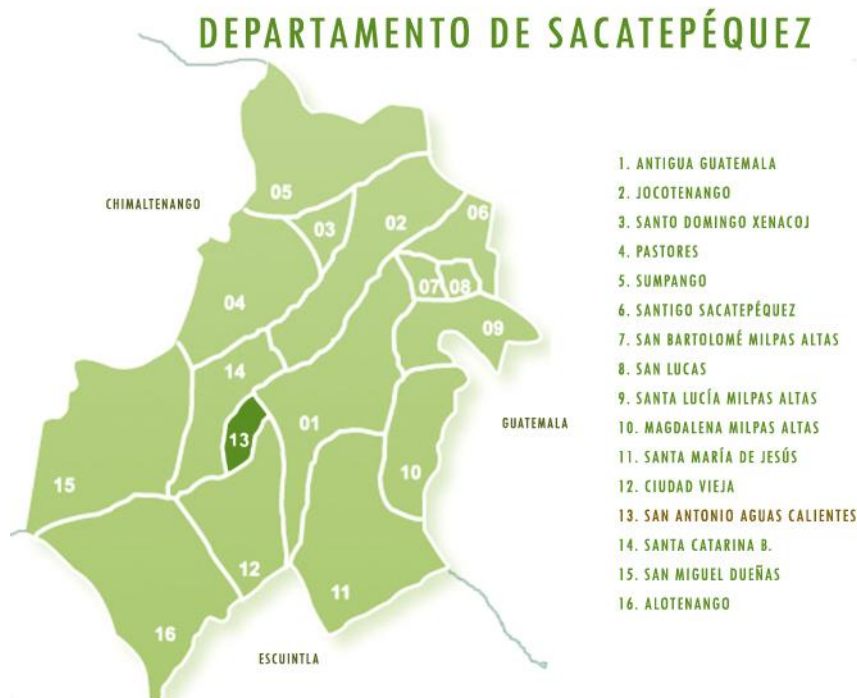 DEPARTAMENTO DE SACATEPÉQUEZ
CHIMALTENANGO
05
03
02
06
04
07
08
09
14
13
01
GUATEMALA
15
10
12
11
16
ESCUINTLA
1. ANTIGUA GUATEMALA
2. JOCOTENANGO
3. SANTO DOMINGO XENACOJ
4. PASTORES
5. SUMPANGO
6. SANTIGO SACATEPÉQUEZ
7. SAN BARTOLOMÉ MILPAS ALTAS
8. SAN LUCAS
9. SANTA LUCÍA MILPAS ALTAS
10. MAGDALENA MILPAS ALTAS
11. SANTA MARÍA DE JESÚS
12. CIUDAD VIEJA
13. SAN ANTONIO AGUAS CALIENTES
14. SANTA CATARINA B.
15. SAN MIGUEL DUEÑAS
16. ALOTENANGO